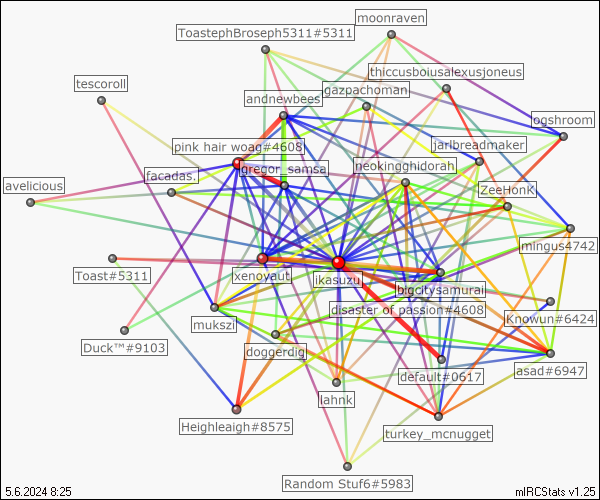 moonraven
ToastephBroseph5311#5311
thiccusboiusalexusjoneus
tescoroll
gazpachoman
andnewbees
ogshroom
pink hair woag#4608
jarlbreadmaker
neokingghidorah
gregor_samsa
facadas.
avelicious
ZeeHonK
mingus4742
Toast#5311
xenoyaut
ikasuxu
bigcitysamurai
disaster of passion#4608
Knowun#6424
mukszi
Duck™#9103
doggerdig
asad#6947
default#0617
lahnk
Heighleaigh#8575
turkey_mcnugget
Random Stuf6#5983
5.6.2024 8:25
mIRCStats v1.25